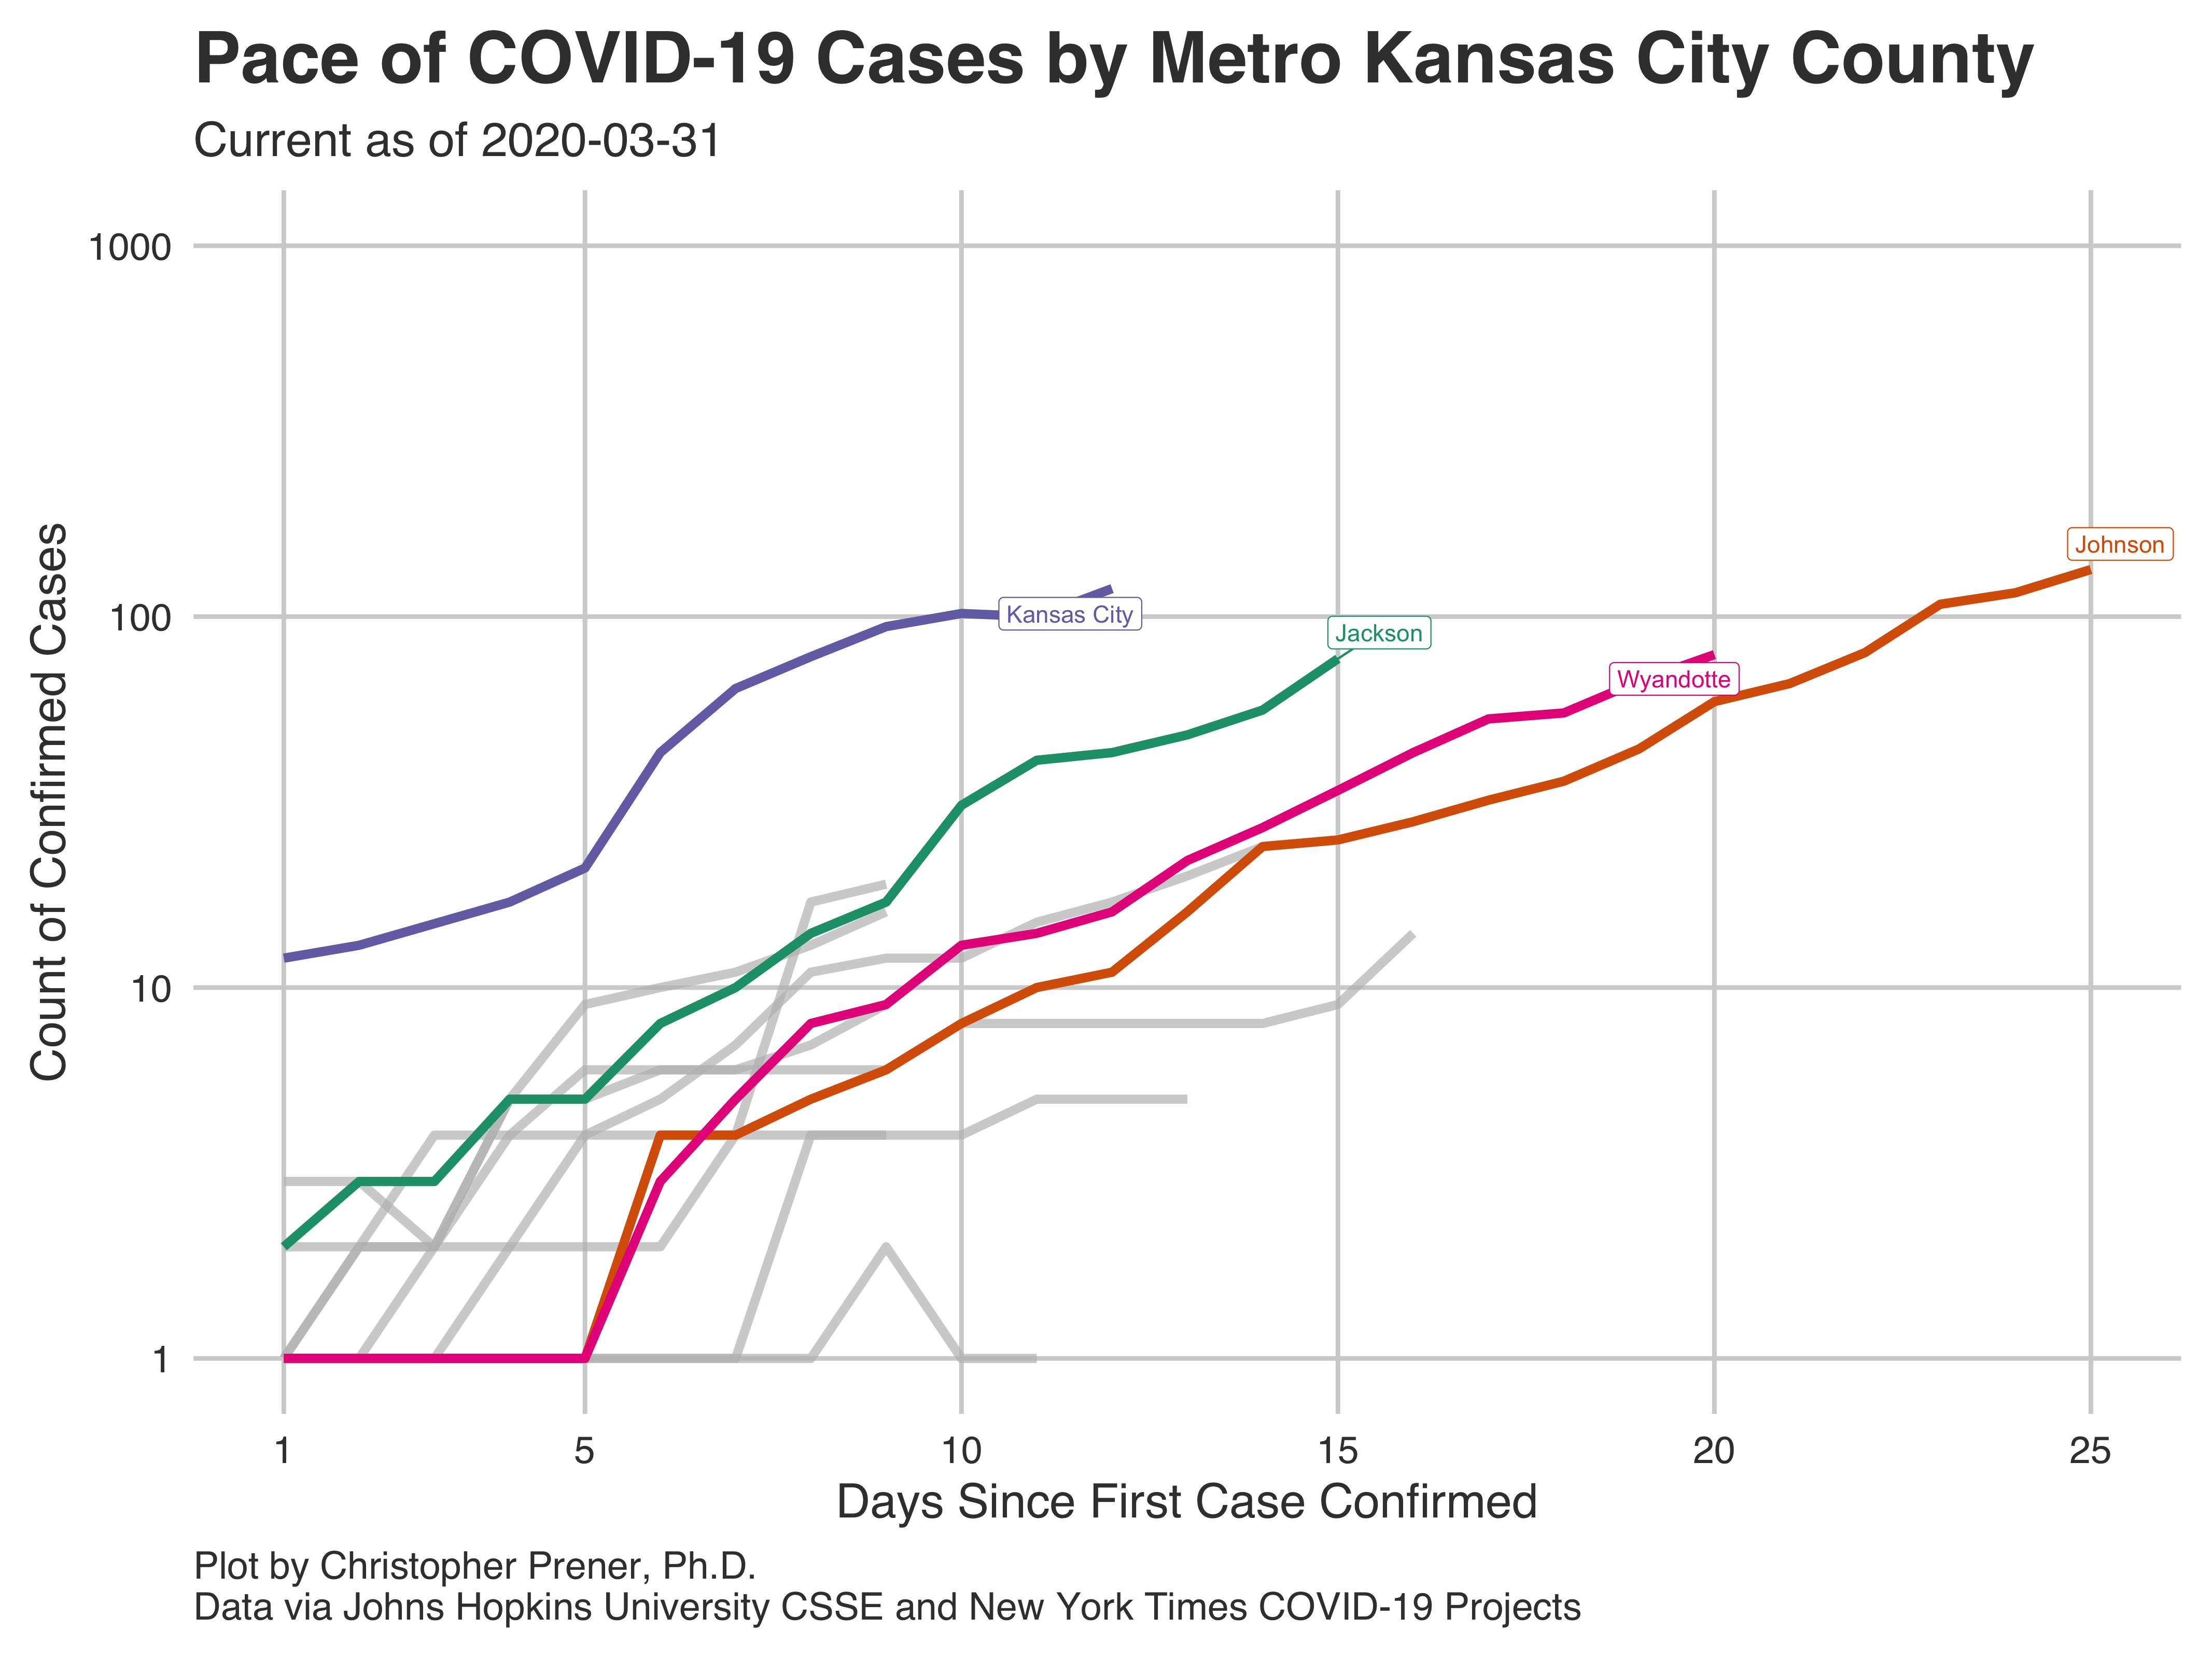 Pace of COVID-19 Cases by Metro Kansas City County
Current as of 2020-03-31
Count of Confirmed Cases
1000
100
10
1
Johnson
Kansas City
Jackson
Wyandotte
1 5 10 15 20 25
Days Since First Case Confirmed
Plot by Christopher Prener, Ph.D.
Data via Johns Hopkins University CSSE and New York Times COVID-19 Projects